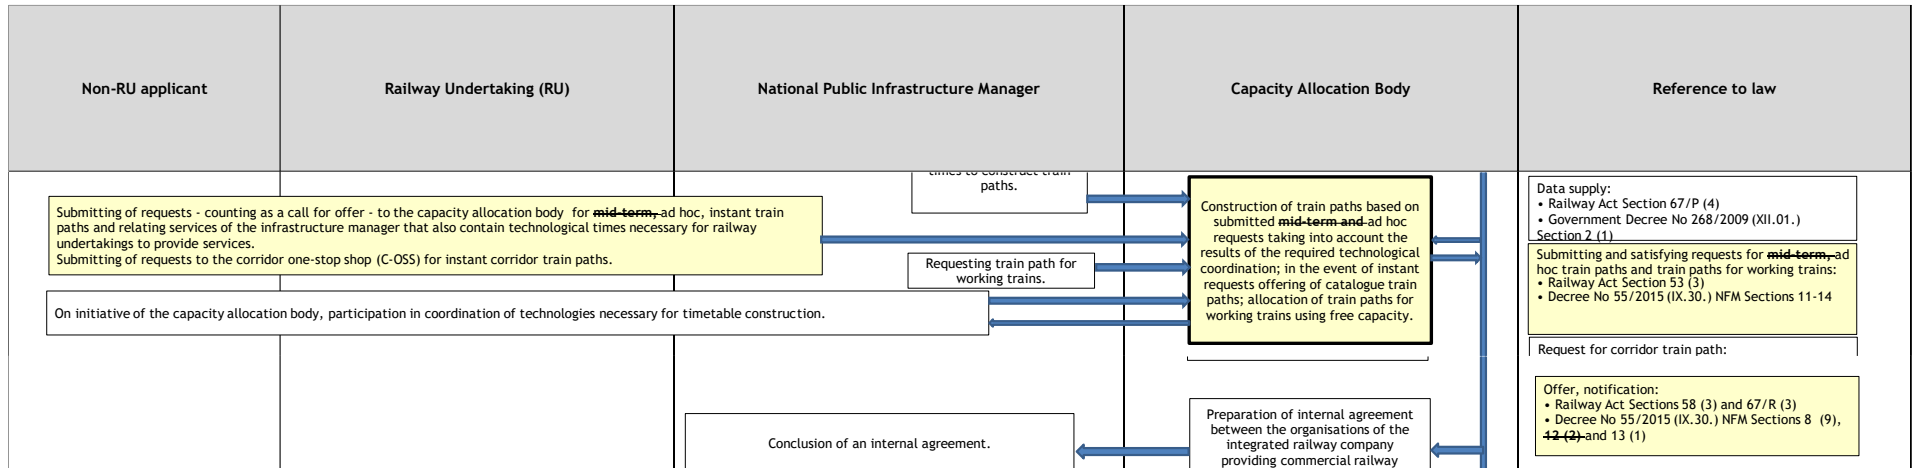 Non-RU applicant
Railway Undertaking (RU)
National Public Infrastructure Manager
Capacity Allocation Body
Reference to law
times to construct train
paths.
Submitting of requests - counting as a call for offer - to the capacity allocation body for mid-term, ad hoc, instant train
paths and relating services of the infrastructure manager that also contain technological times necessary for railway
undertakings to provide services.
Submitting of requests to the corridor one-stop shop (C-OSS) for instant corridor train paths.
Requesting train path for
working trains.
On initiative of the capacity allocation body, participation in coordination of technologies necessary for timetable construction.
Construction of train paths based on
submitted mid-term and ad hoc
requests taking into account the
results of the required technological
coordination; in the event of instant
requests offering of catalogue train
paths; allocation of train paths for
working trains using free capacity.
Data supply:
• Railway Act Section 67/P (4)
• Government Decree No 268/2009 (XII.01.)
Section 2 (1)
Submitting and satisfying requests for mid-term, ad
hoc train paths and train paths for working trains:
• Railway Act Section 53 (3)
• Decree No 55/2015 (IX.30.) NFM Sections 11-14
Request for corridor train path:
Offer, notification:
• Railway Act Sections 58 (3) and 67/R (3)
• Decree No 55/2015 (IX.30.) NFM Sections 8 (9),
12 (2) and 13 (1)
Conclusion of an internal agreement.
Preparation of internal agreement
between the organisations of the
integrated railway company
providing commercial railway